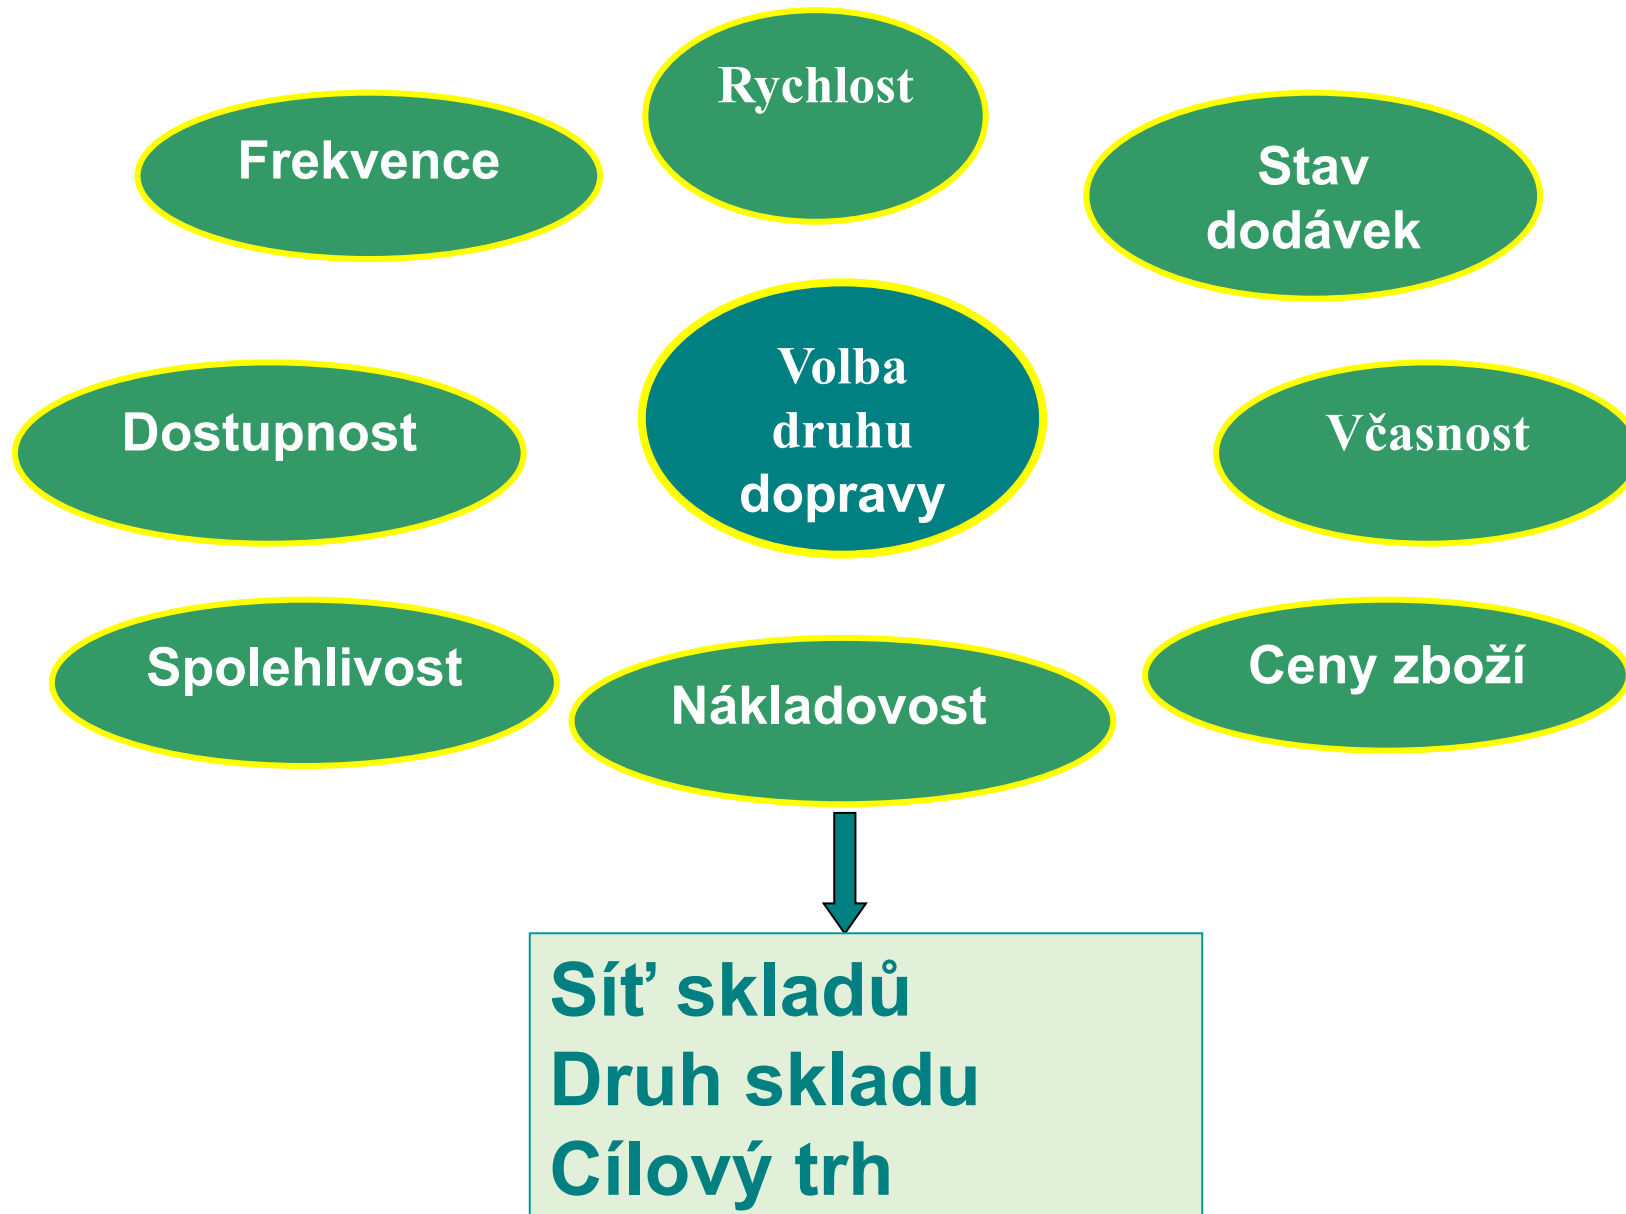 Rychlost
Frekvence
Stav
dodávek
Volba
druhu
dopravy
Dostupnost
Včasnost
Spolehlivost
Nákladovost
Ceny zboží
Síť skladů
Druh skladu
Cílový trh